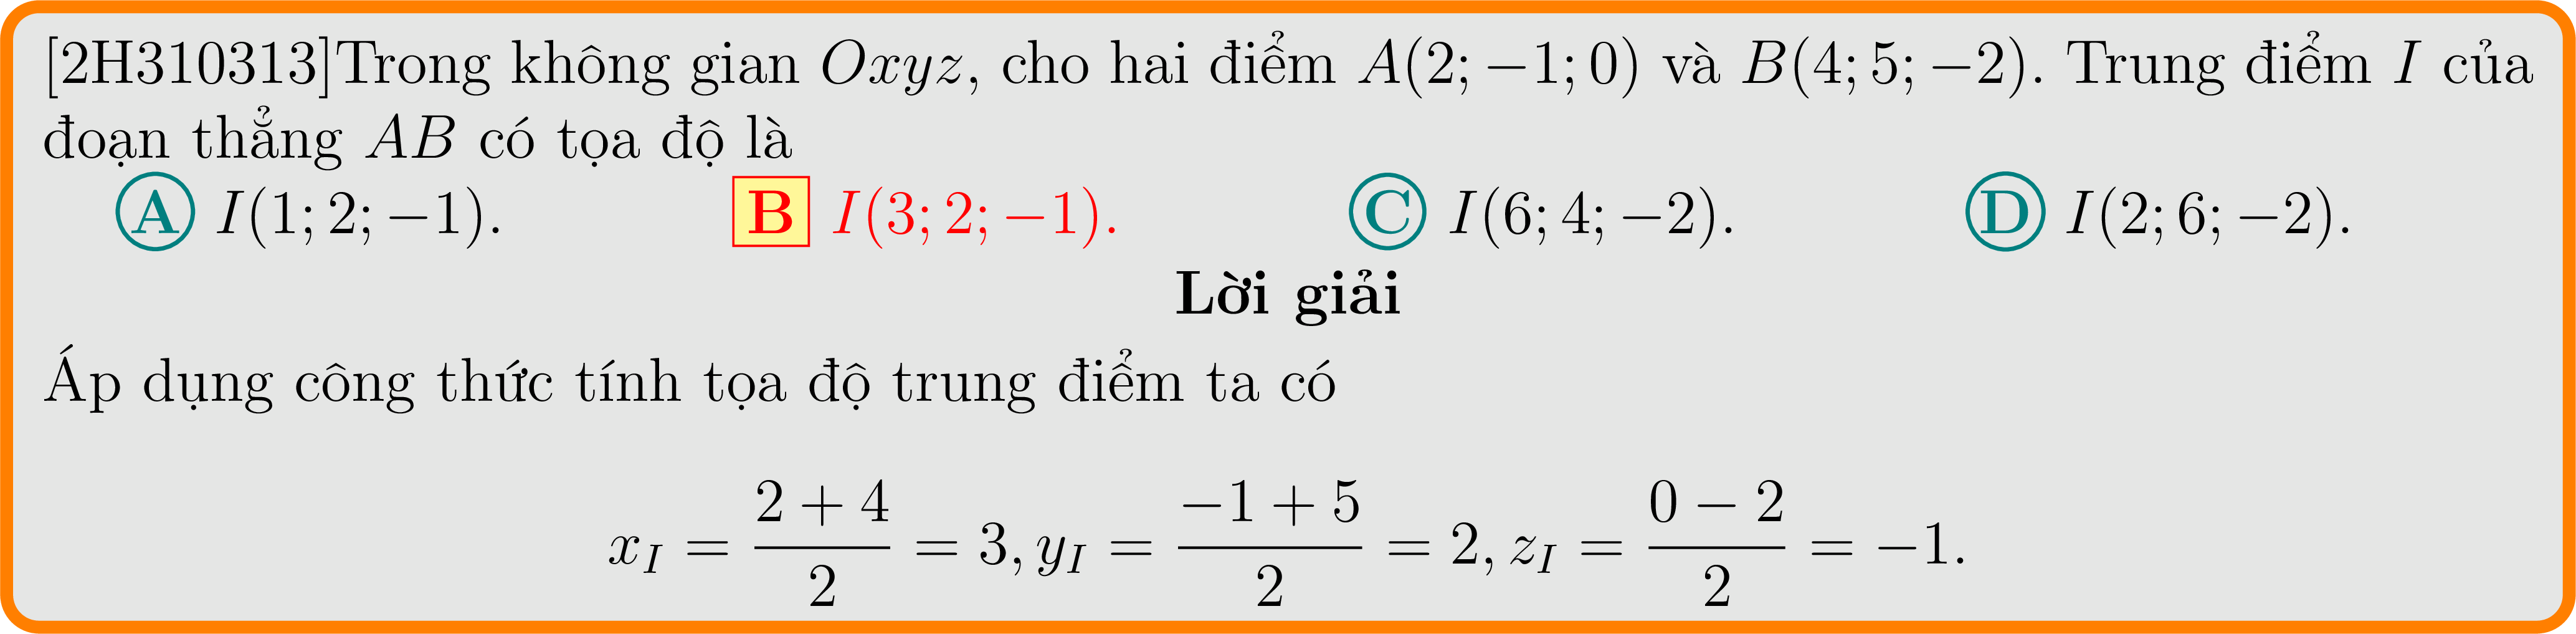 [2H310313]Trong không gian Oxyz, cho hai điểm A(2; −1; 0) và B(4; 5; −2). Trung điểm I của
đoạn thẳng AB có tọa độ là
A I(1; 2; −1). B I(3; 2; −1). C I(6; 4; −2). D I(2; 6; −2).
Lời giải
Áp dụng công thức tính tọa độ trung điểm ta có
x_I = \frac{2 + 4}{2} = 3, y_I = \frac{−1 + 5}{2} = 2, z_I = \frac{0 − 2}{2} = −1.